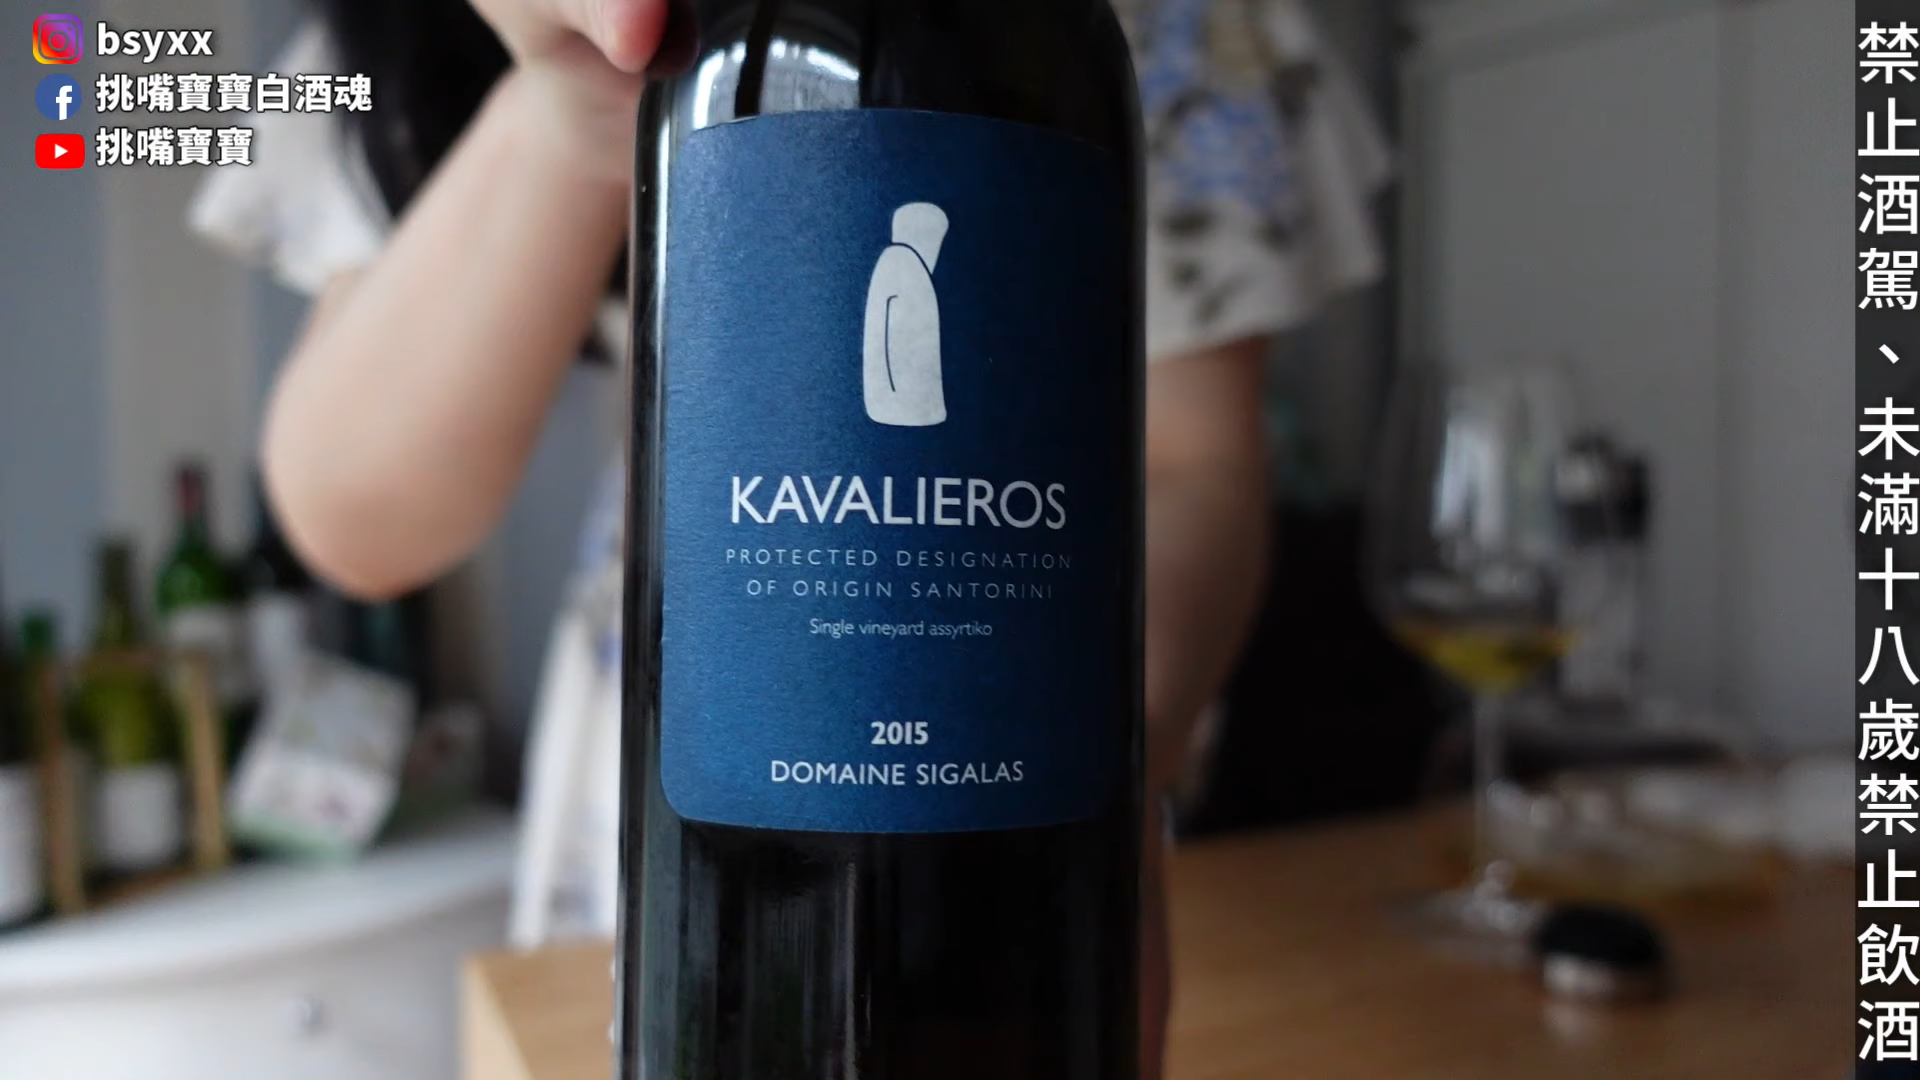 bsyxx
挑嘴寶寶白酒魂
挑嘴寶寶
KAVALIEROS
PROTECTED DESIGNATION
OF ORIGIN SANTORINI
Single vineyard assyrtiko
2015
DOMAINE SIGALAS
禁止酒駕、未滿十八歲禁止飲酒